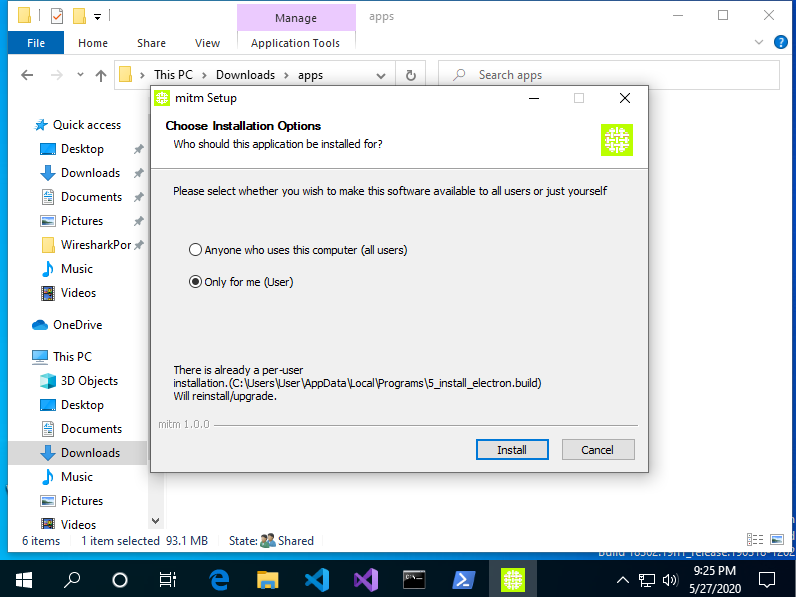 Manage
apps
File
Home
Share
View
Application Tools
This PC
Downloads
apps
Search apps
mitm Setup
Choose Installation Options
Who should this application be installed for?
Please select whether you wish to make this software available to all users or just yourself
Anyone who uses this computer (all users)
Only for me (User)
There is already a per-user
installation.(C:\Users\User\AppData\Local\Programs\5_install_electron.build)
Will reinstall/upgrade.
mitm 1.0.0
Install
Cancel
Quick access
Desktop
Downloads
Documents
Pictures
WiresharkPor
Music
Videos
OneDrive
This PC
3D Objects
Desktop
Documents
Downloads
Music
Pictures
Videos
6 items
1 item selected 93.1 MB
State:
Shared
9:25 PM
5/27/2020